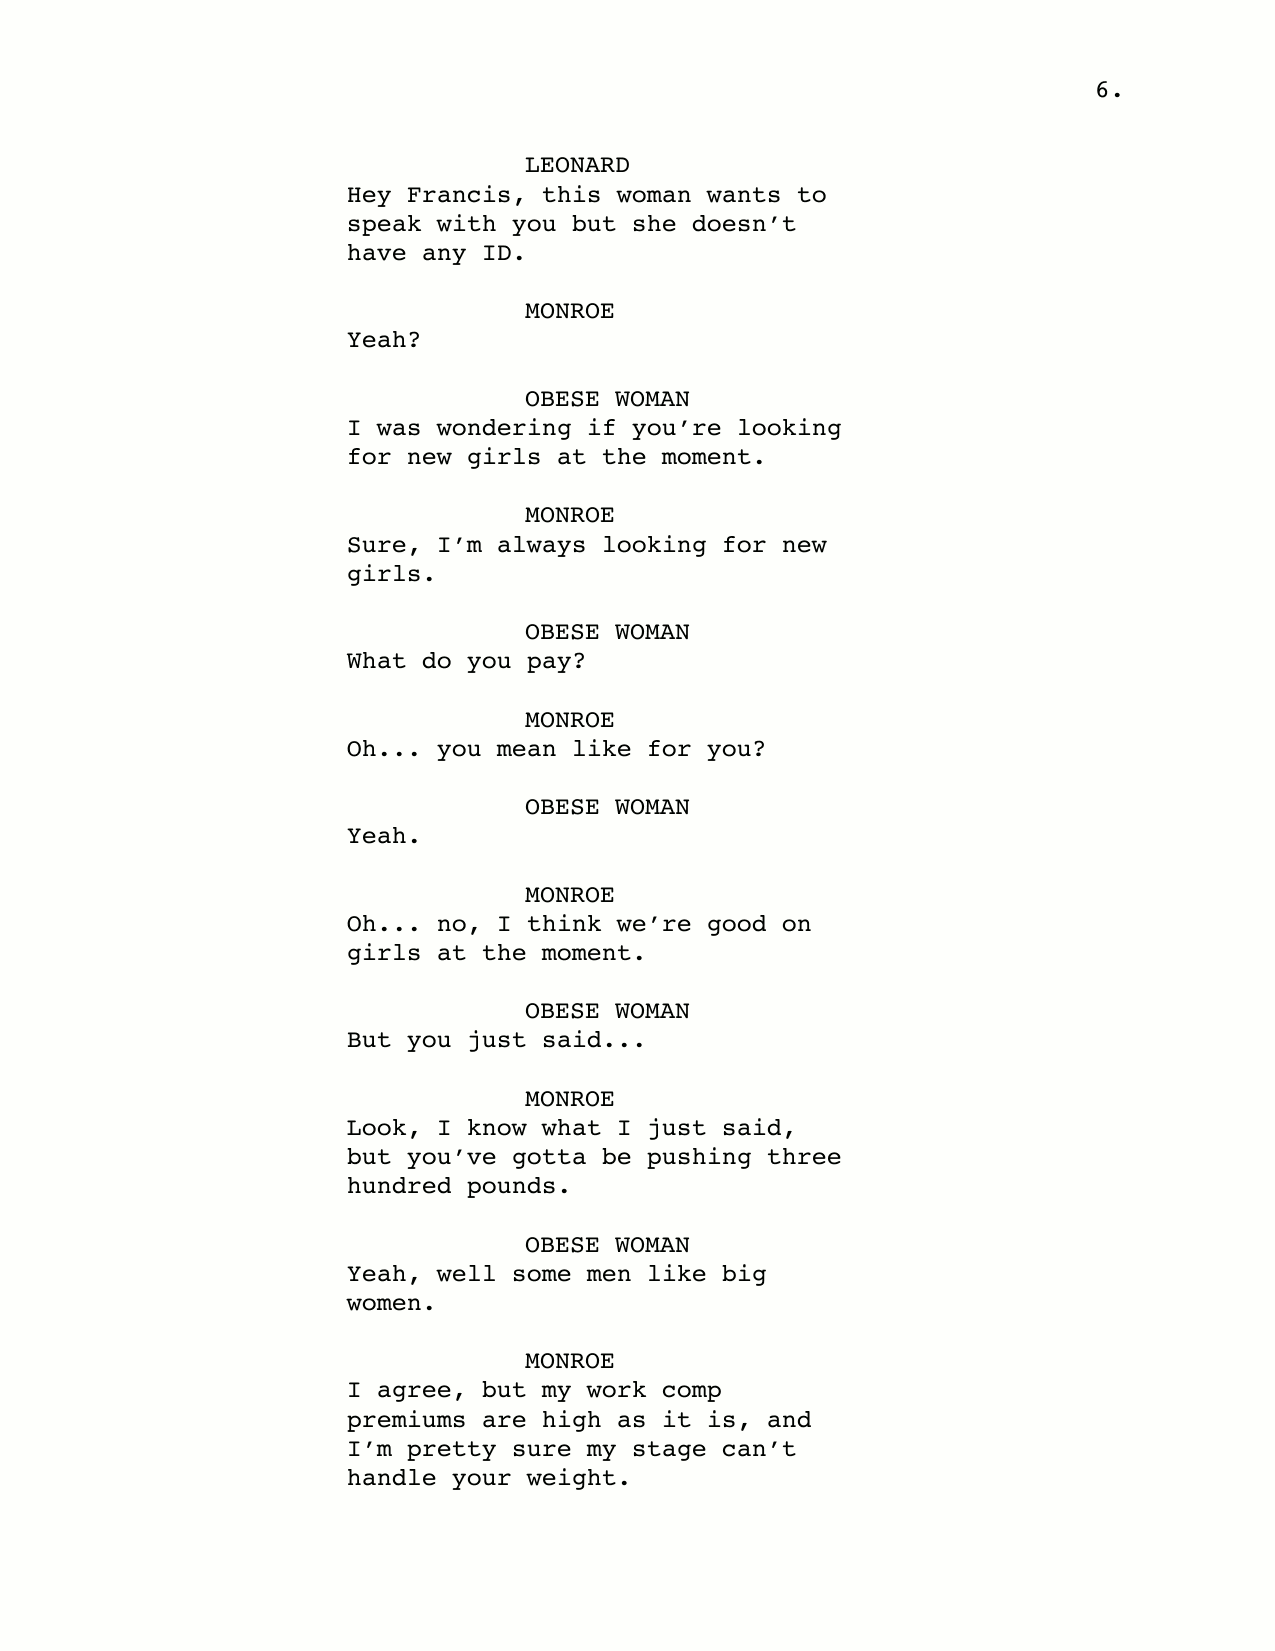 6.
LEONARD
Hey Francis, this woman wants to
speak with you but she doesn’t
have any ID.
MONROE
Yeah?
OBESE WOMAN
I was wondering if you’re looking
for new girls at the moment.
MONROE
Sure, I’m always looking for new
girls.
OBESE WOMAN
What do you pay?
MONROE
Oh... you mean like for you?
OBESE WOMAN
Yeah.
MONROE
Oh... no, I think we’re good on
girls at the moment.
OBESE WOMAN
But you just said...
MONROE
Look, I know what I just said,
but you’ve gotta be pushing three
hundred pounds.
OBESE WOMAN
Yeah, well some men like big
women.
MONROE
I agree, but my work comp
premiums are high as it is, and
I’m pretty sure my stage can’t
handle your weight.